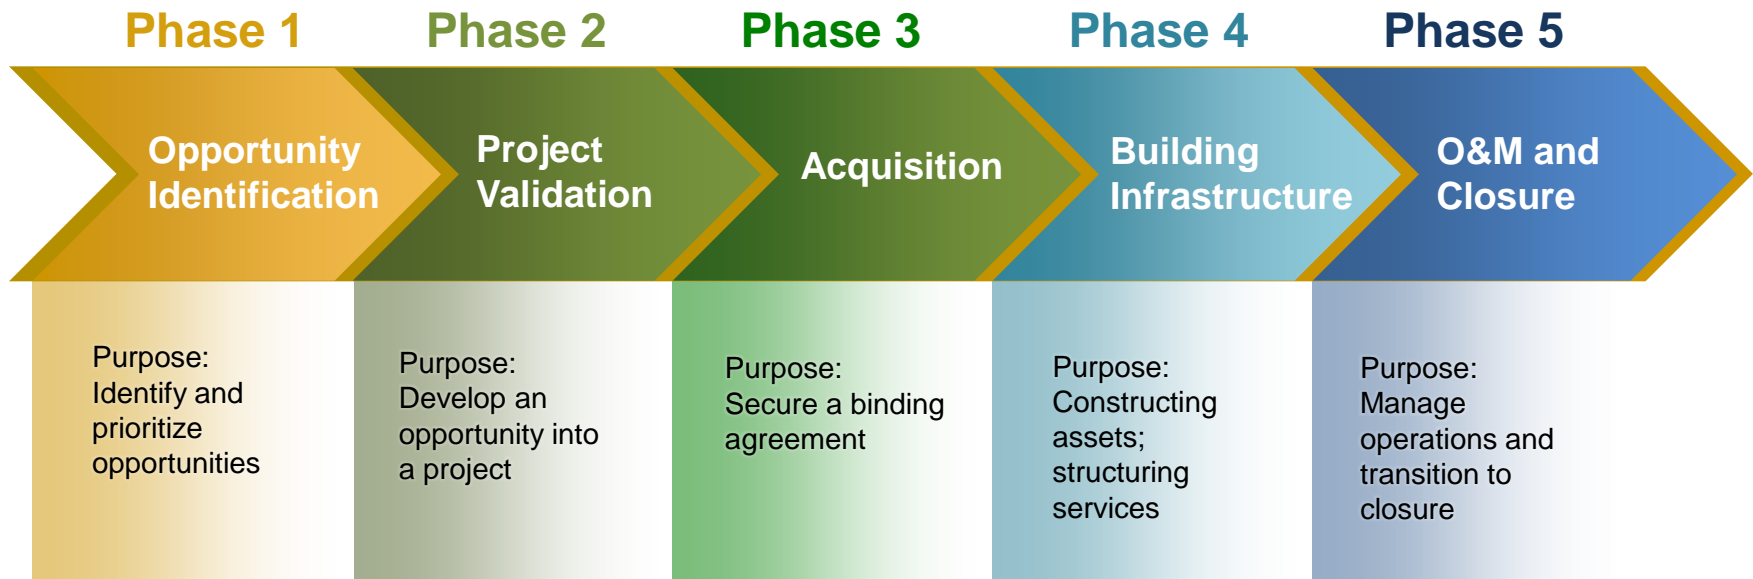 Phase 1
Phase 2
Phase 3
Phase 4
Phase 5
Opportunity
Identification
Project
Validation
Acquisition
Building
Infrastructure
O&M and
Closure
Purpose:
Identify and
prioritize
opportunities
Purpose:
Develop an
opportunity into
a project
Purpose:
Secure a binding
agreement
Purpose:
Constructing
assets;
structuring
services
Purpose:
Manage
operations and
transition to
closure